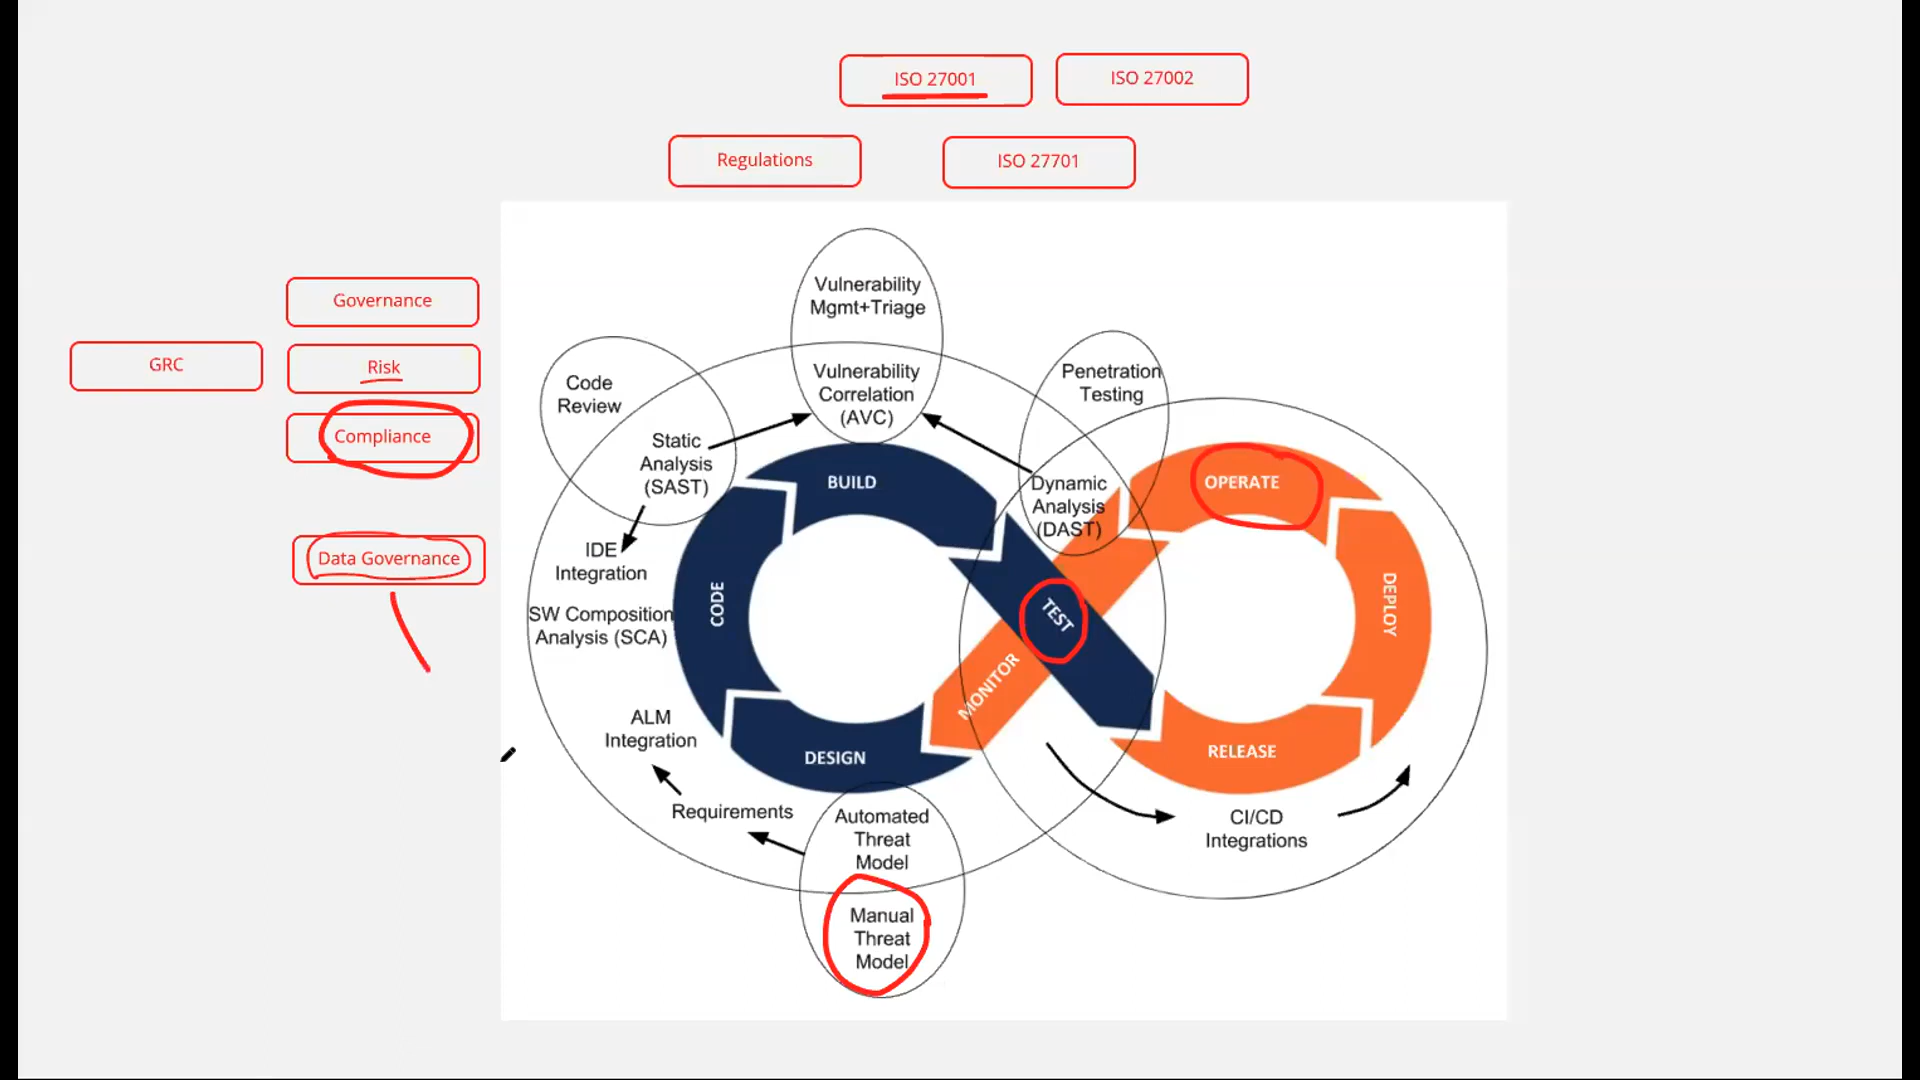 ISO 27001
ISO 27002
Regulations
ISO 27701
Governance
GRC
Risk
Compliance
Data Governance
Vulnerability
Mgmt+Triage
Vulnerability
Correlation
(AVC)
Code
Review
Static
Analysis
(SAST)
IDE
Integration
SW Composition
Analysis (SCA)
ALM
Integration
Requirements
Automated
Threat
Model
Manual
Threat
Model
Penetration
Testing
Dynamic
Analysis
(DAST)
BUILD
CODE
DESIGN
TEST
MONITOR
OPERATE
DEPLOY
RELEASE
CI/CD
Integrations